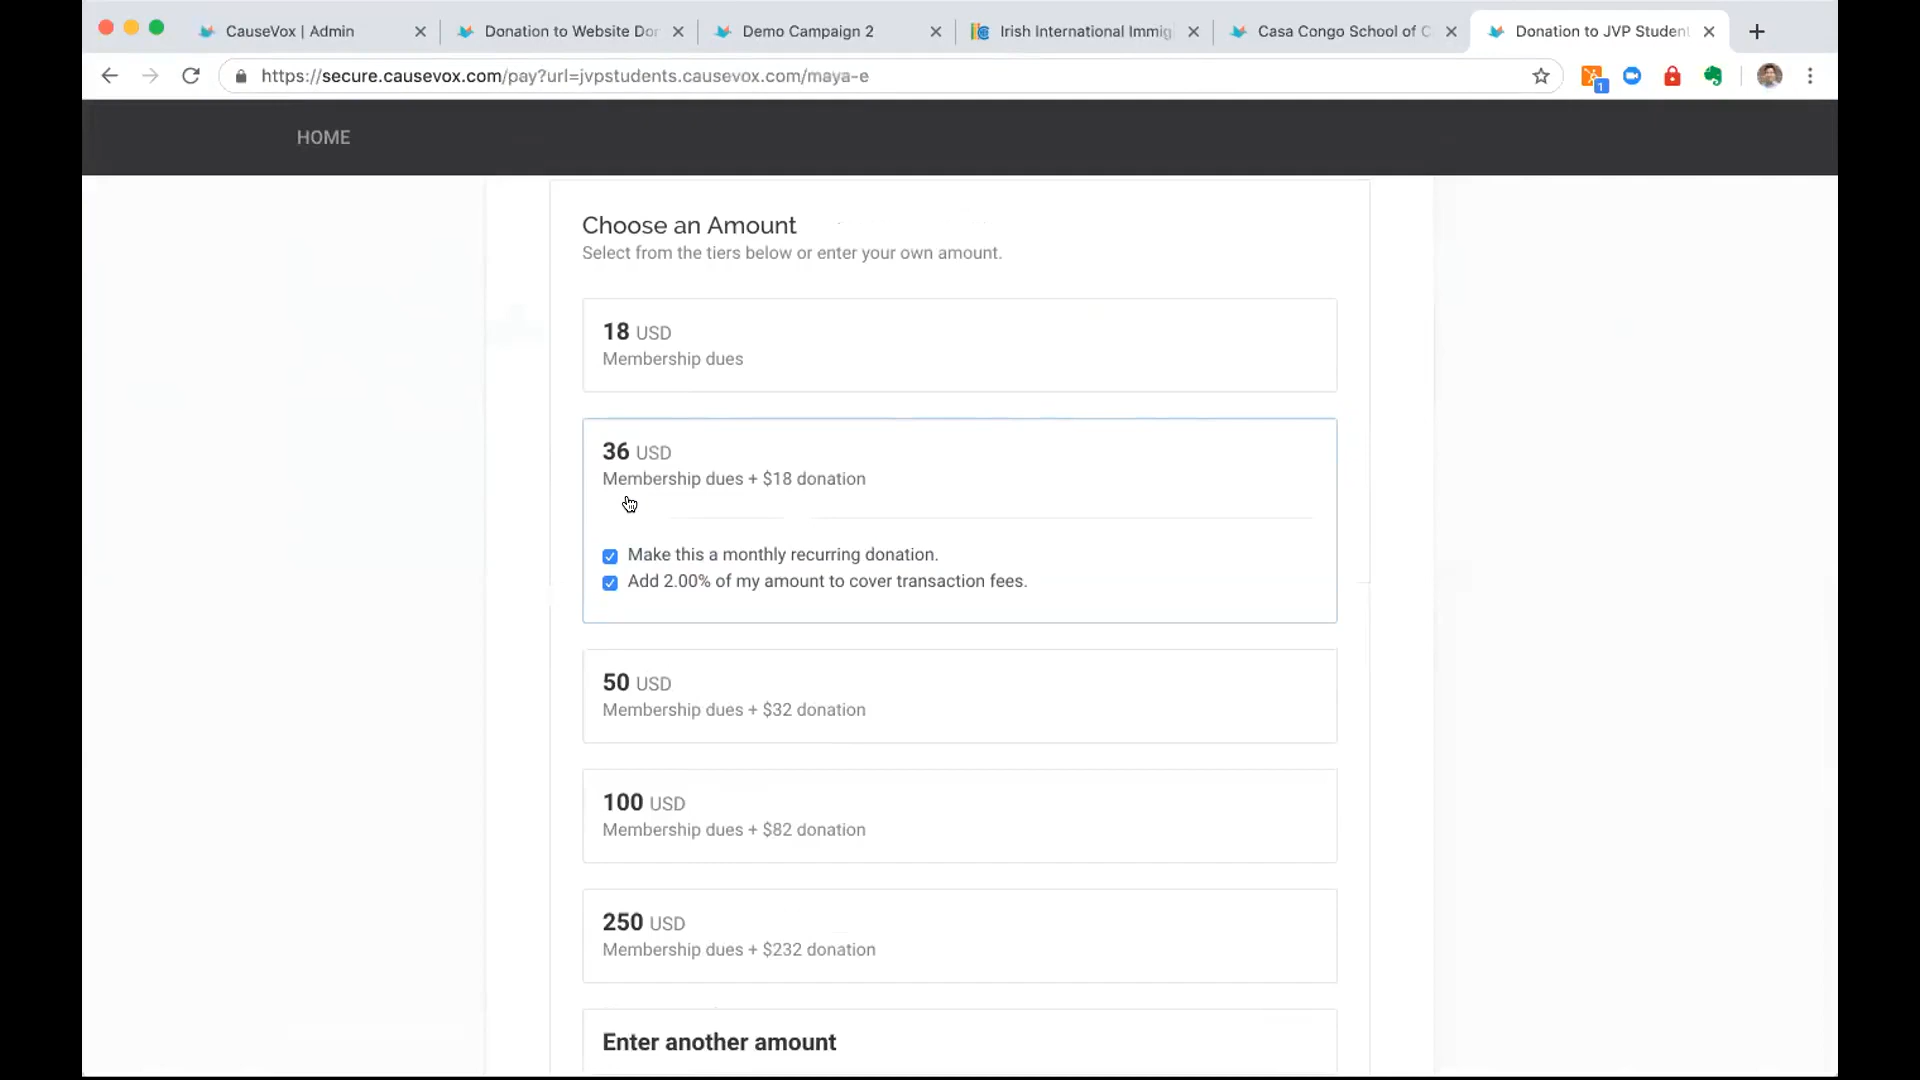 CauseVox | Admin
Donation to Website Dor
Demo Campaign 2
Irish International Immig
Casa Congo School of C
Donation to JVP Student
https://secure.causevox.com/pay?url=jvpstudents.causevox.com/maya-e
1
HOME
Choose an Amount
Select from the tiers below or enter your own amount.
18 USD
Membership dues
36 USD
Membership dues + $18 donation
Make this a monthly recurring donation.
Add 2.00% of my amount to cover transaction fees.
50 USD
Membership dues + $32 donation
100 USD
Membership dues + $82 donation
250 USD
Membership dues + $232 donation
Enter another amount